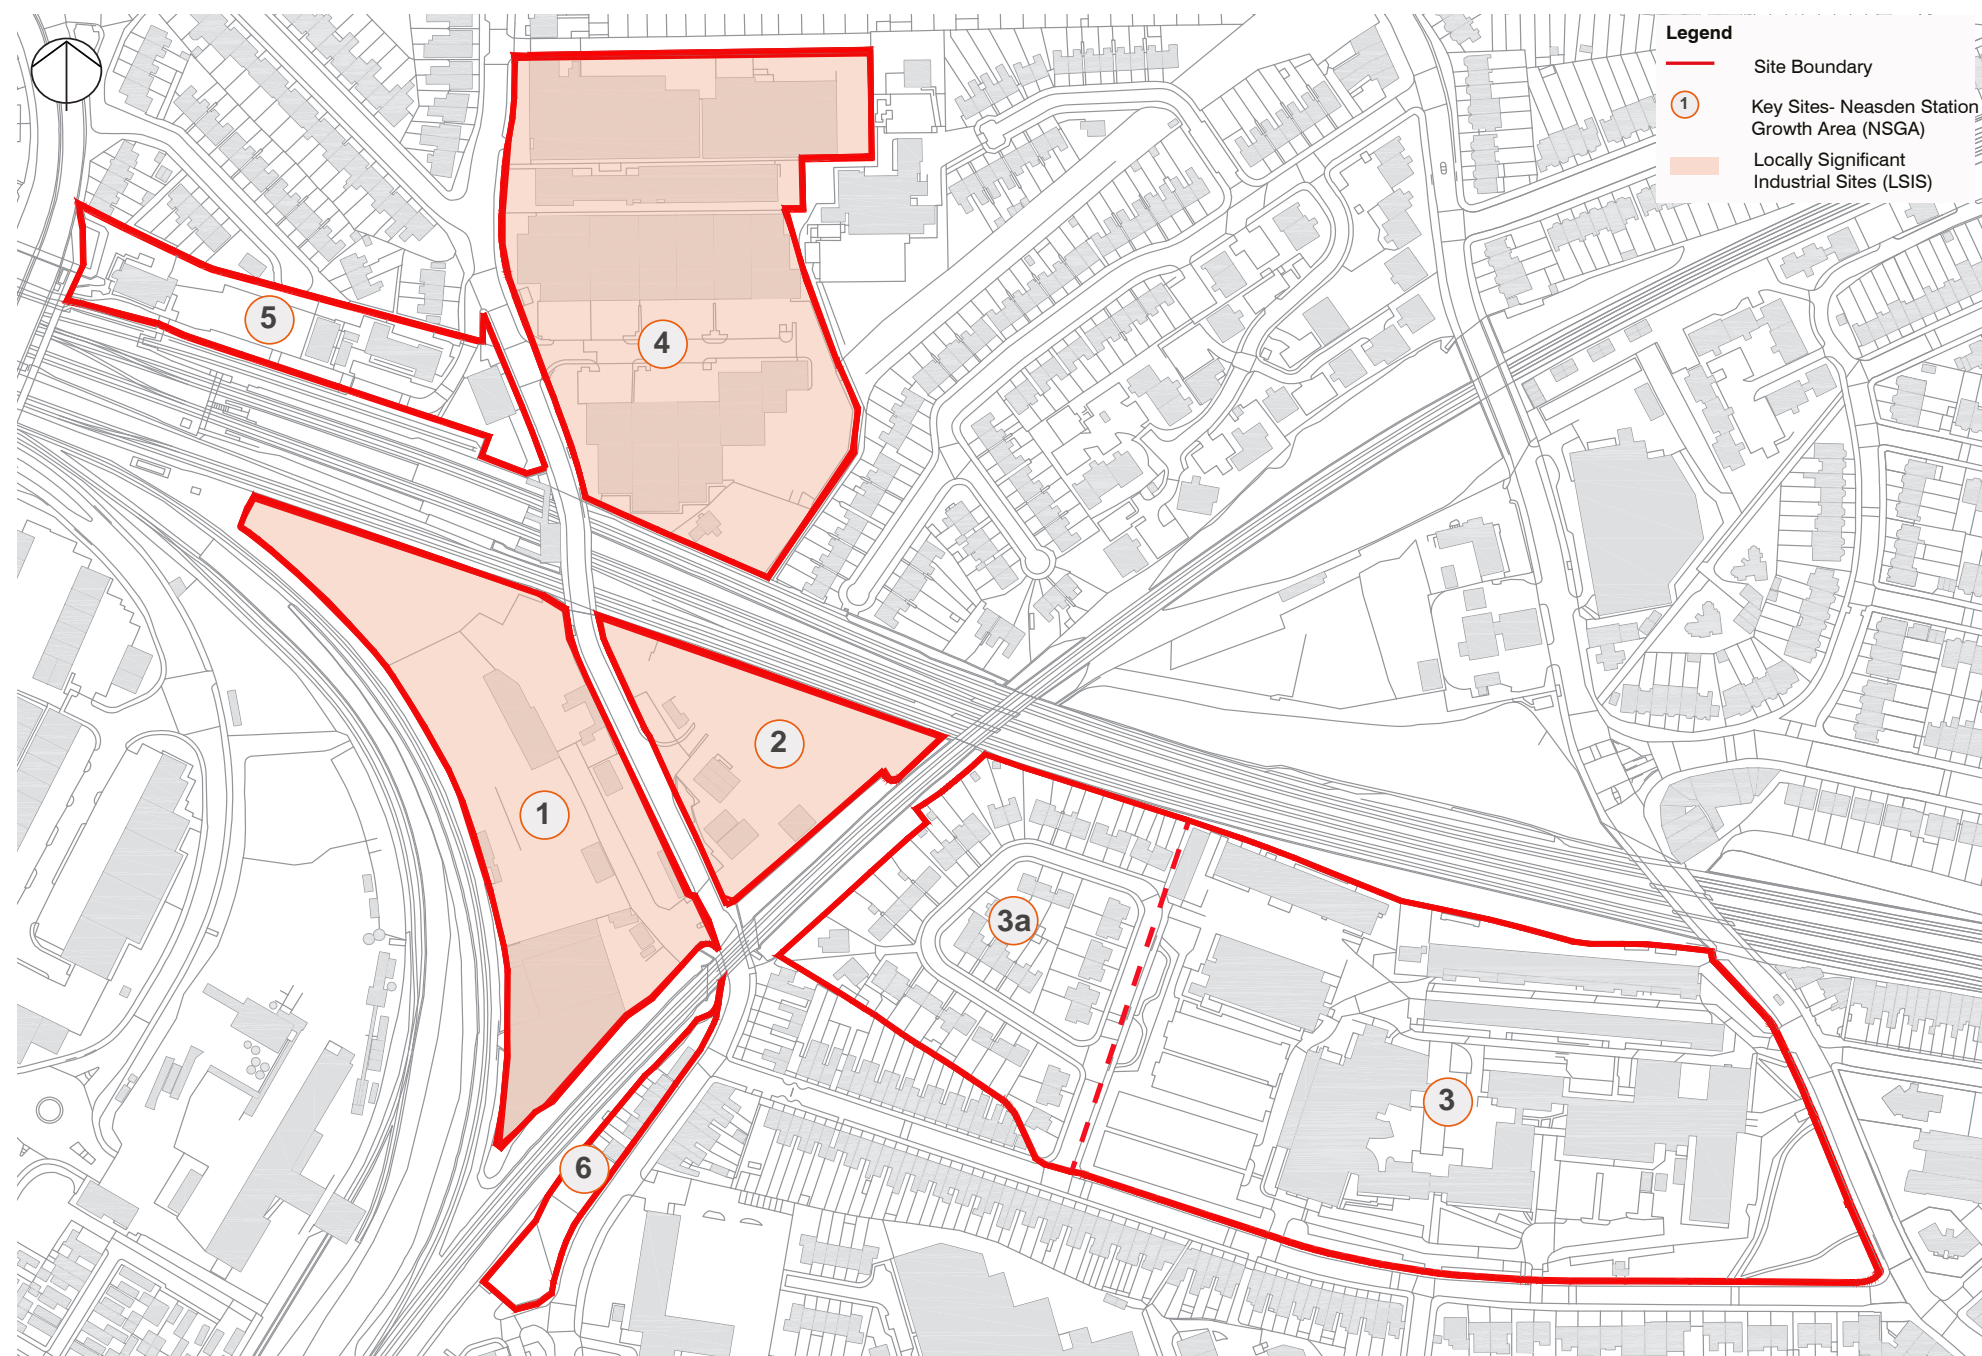 Legend
Site Boundary
1
Key Sites- Neasden Station
Growth Area (NSGA)
Locally Significant
Industrial Sites (LSIS)
5
4
2
1
3a
3
6